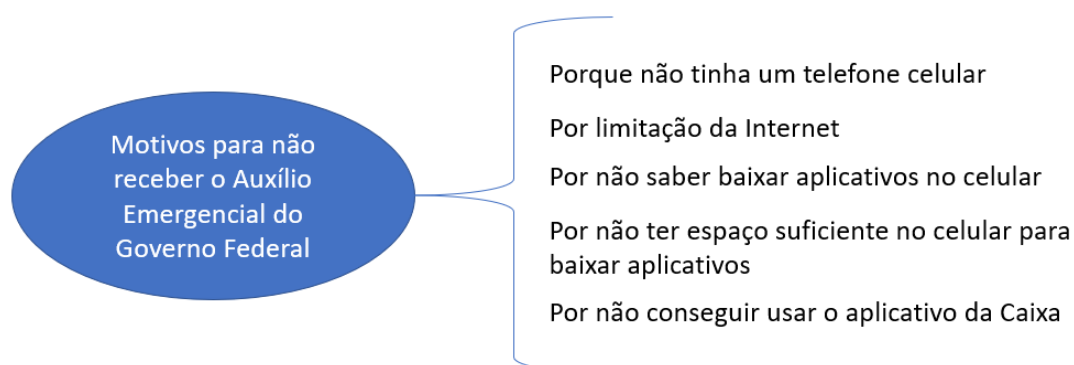 Motivos para não
receber o Auxílio
Emergencial do
Governo Federal
Porque não tinha um telefone celular
Por limitação da Internet
Por não saber baixar aplicativos no celular
Por não ter espaço suficiente no celular para
baixar aplicativos
Por não conseguir usar o aplicativo da Caixa